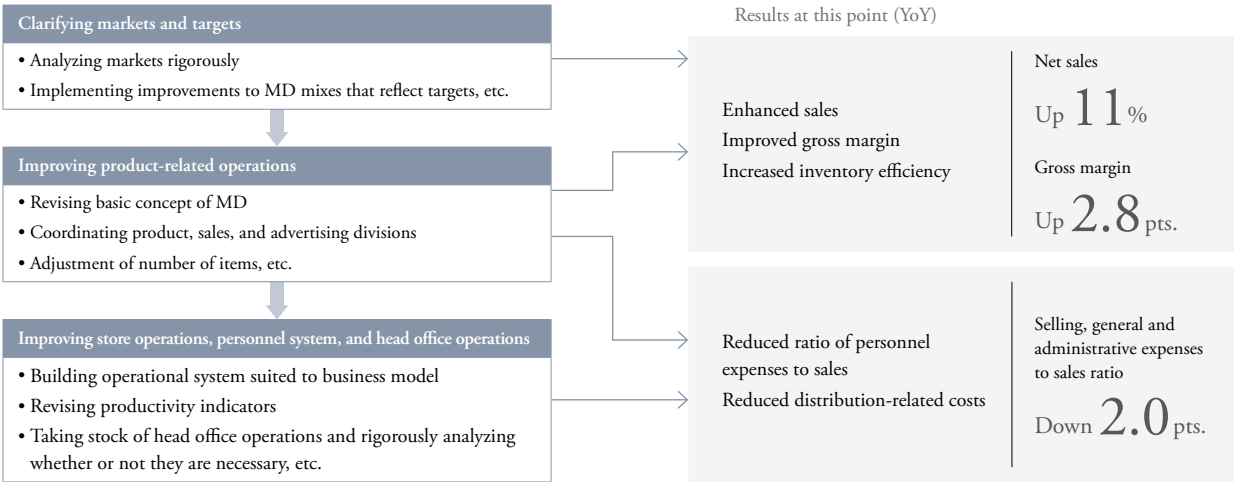 Clarifying markets and targets
• Analyzing markets rigorously
• Implementing improvements to MD mixes that reflect targets, etc.
Improving product-related operations
• Revising basic concept of MD
• Coordinating product, sales, and advertising divisions
• Adjustment of number of items, etc.
Improving store operations, personnel system, and head office operations
• Building operational system suited to business model
• Revising productivity indicators
• Taking stock of head office operations and rigorously analyzing
whether or not they are necessary, etc.
Results at this point (YoY)
Enhanced sales
Improved gross margin
Increased inventory efficiency
Net sales
Up 11%
Gross margin
Up 2.8 pts.
Reduced ratio of personnel
expenses to sales
Reduced distribution-related costs
Selling, general and
administrative expenses
to sales ratio
Down 2.0 pts.